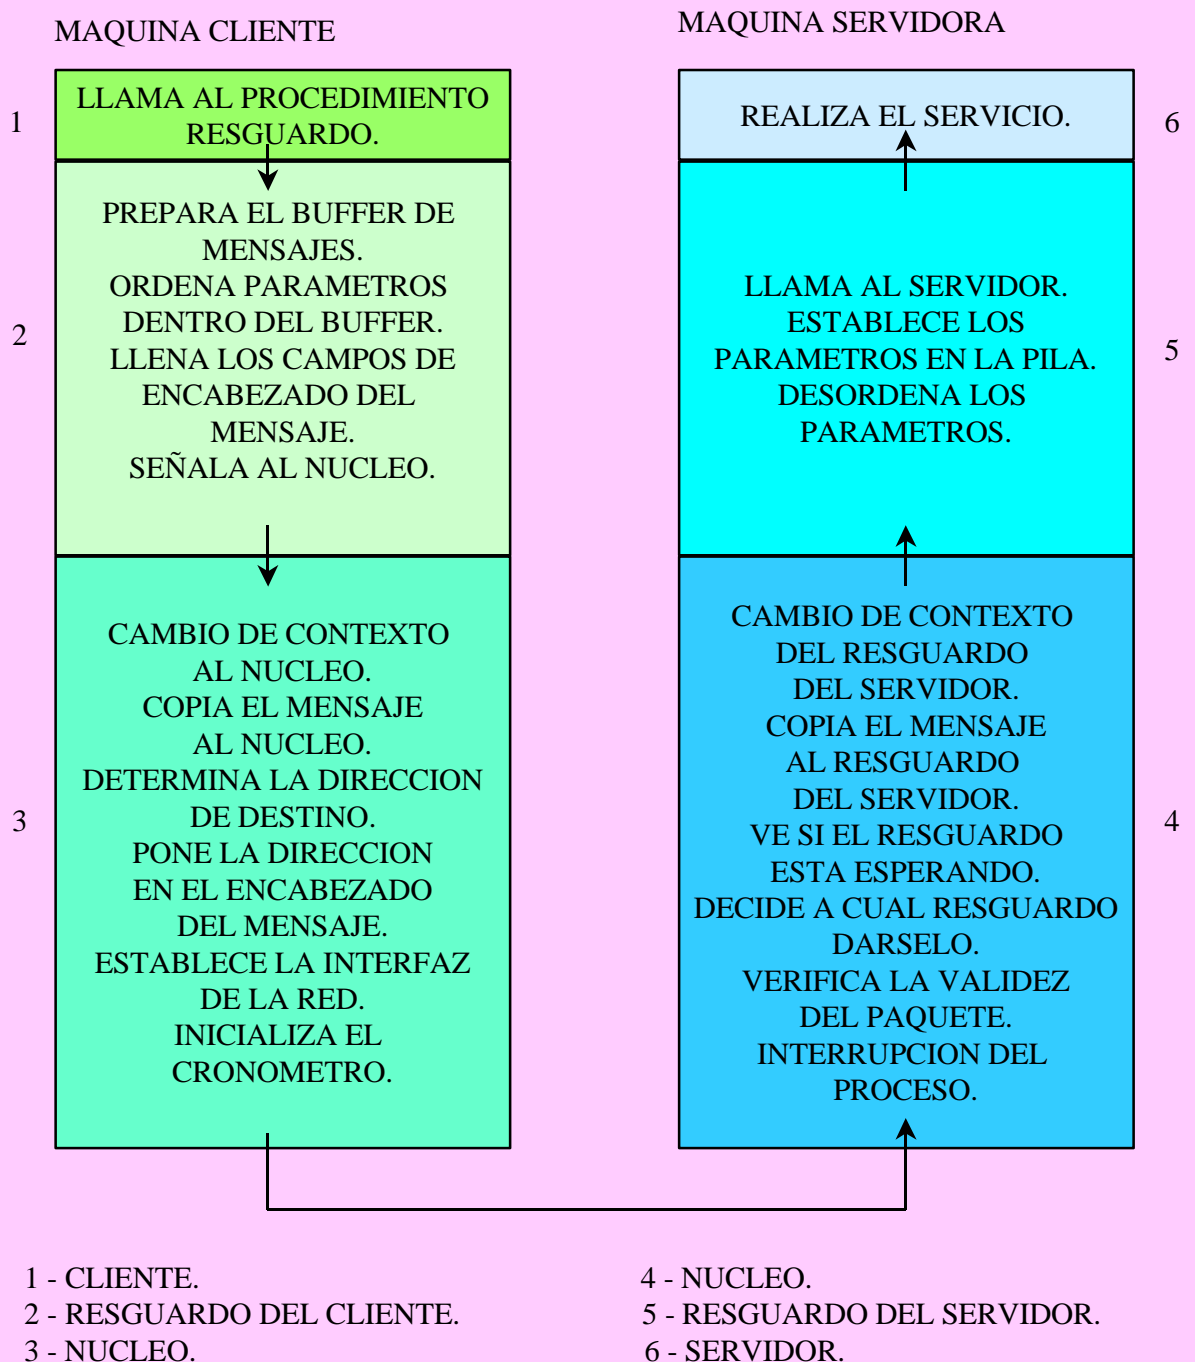 MAQUINA CLIENTE
1
LLAMA AL PROCEDIMIENTO
RESGUARDO.
2
PREPARA EL BUFFER DE
MENSAJES.
ORDENA PARAMETROS
DENTRO DEL BUFFER.
LLENA LOS CAMPOS DE
ENCABEZADO DEL
MENSAJE.
SEÑALA AL NUCLEO.
3
CAMBIO DE CONTEXTO
AL NUCLEO.
COPIA EL MENSAJE
AL NUCLEO.
DETERMINA LA DIRECCION
DE DESTINO.
PONE LA DIRECCION
EN EL ENCABEZADO
DEL MENSAJE.
ESTABLECE LA INTERFAZ
DE LA RED.
INICIALIZA EL
CRONOMETRO.
MAQUINA SERVIDORA
REALIZA EL SERVICIO.
6
LLAMA AL SERVIDOR.
ESTABLECE LOS
PARAMETROS EN LA PILA.
DESORDENA LOS
PARAMETROS.
5
CAMBIO DE CONTEXTO
DEL RESGUARDO
DEL SERVIDOR.
COPIA EL MENSAJE
AL RESGUARDO
DEL SERVIDOR.
VE SI EL RESGUARDO
ESTA ESPERANDO.
DECIDE A CUAL RESGUARDO
DARSELO.
VERIFICA LA VALIDEZ
DEL PAQUETE.
INTERRUPCION DEL
PROCESO.
4
1 - CLIENTE.
2 - RESGUARDO DEL CLIENTE.
3 - NUCLEO.
4 - NUCLEO.
5 - RESGUARDO DEL SERVIDOR.
6 - SERVIDOR.